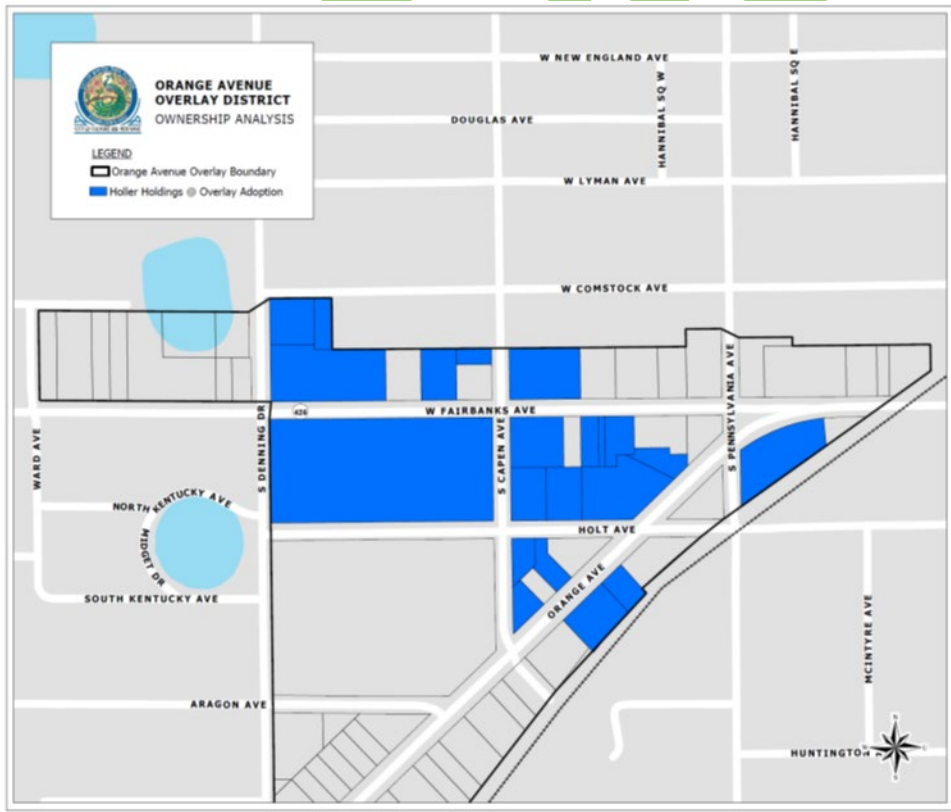 ORANGE AVENUE
OVERLAY DISTRICT
OWNERSHIP ANALYSIS
LEGEND
Orange Avenue Overlay Boundary
Holler Holdings @ Overlay Adoption
W NEW ENGLAND AVE
HANNIBAL SQ W
HANNIBAL SQ E
DOUGLAS AVE
W LYMAN AVE
W COMSTOCK AVE
426
W FAIRBANKS AVE
WARD AVE
S DENNING DR
S CAPEN AVE
S PENNSYLVANIA AVE
NORTH KENTUCKY AVE
MIDGET DR
HOLT AVE
SOUTH KENTUCKY AVE
ORANGE AVE
MCINTYRE AVE
ARAGON AVE
HUNTINGTON